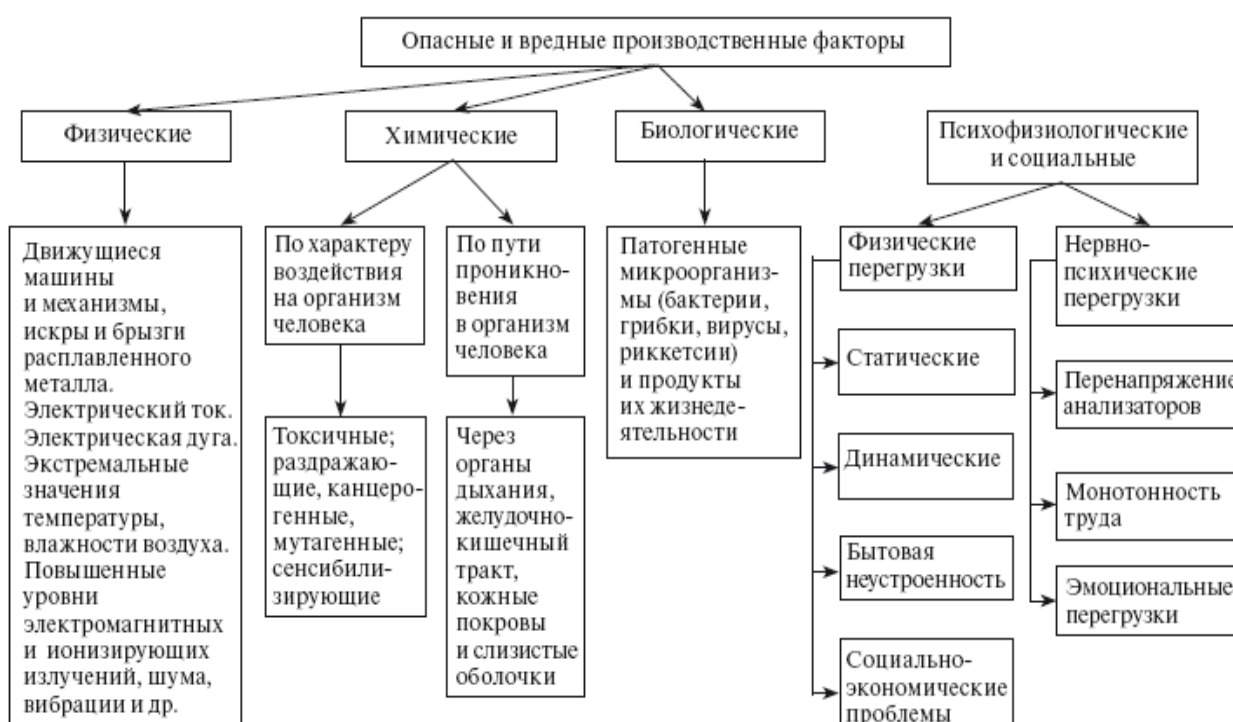 Опасные и вредные производственные факторы
Физические
Химические
Биологические
Психофизиологические
и социальные
Движущиеся
машины
и механизмы,
искры и брызги
расплавленного
металла.
Электрический ток.
Электрическая дуга.
Экстремальные
значения
температуры,
влажности воздуха.
Повышенные
уровни
электромагнитных
и ионизирующих
излучений, шума,
вибрации и др.
По характеру
воздействия
на организм
человека
Токсичные;
раздражаю-
щие, канцеро-
генные,
мутагенные;
сенсибили-
зирующие
По пути
проникно-
вения
в организм
человека
Через
органы
дыхания,
желудочно-
кишечный
тракт,
кожные
покровы
и слизистые
оболочки
Патогенные
микроорганиз-
мы (бактерии,
грибки, вирусы,
риккетсии)
и продукты
их жизнеде-
ятельности
Физические
перегрузки
Статические
Динамические
Бытовая
неустроенность
Социально-
экономические
проблемы
Нервно-
психические
перегрузки
Перенапряжение
анализаторов
Монотонность
труда
Эмоциональные
перегрузки